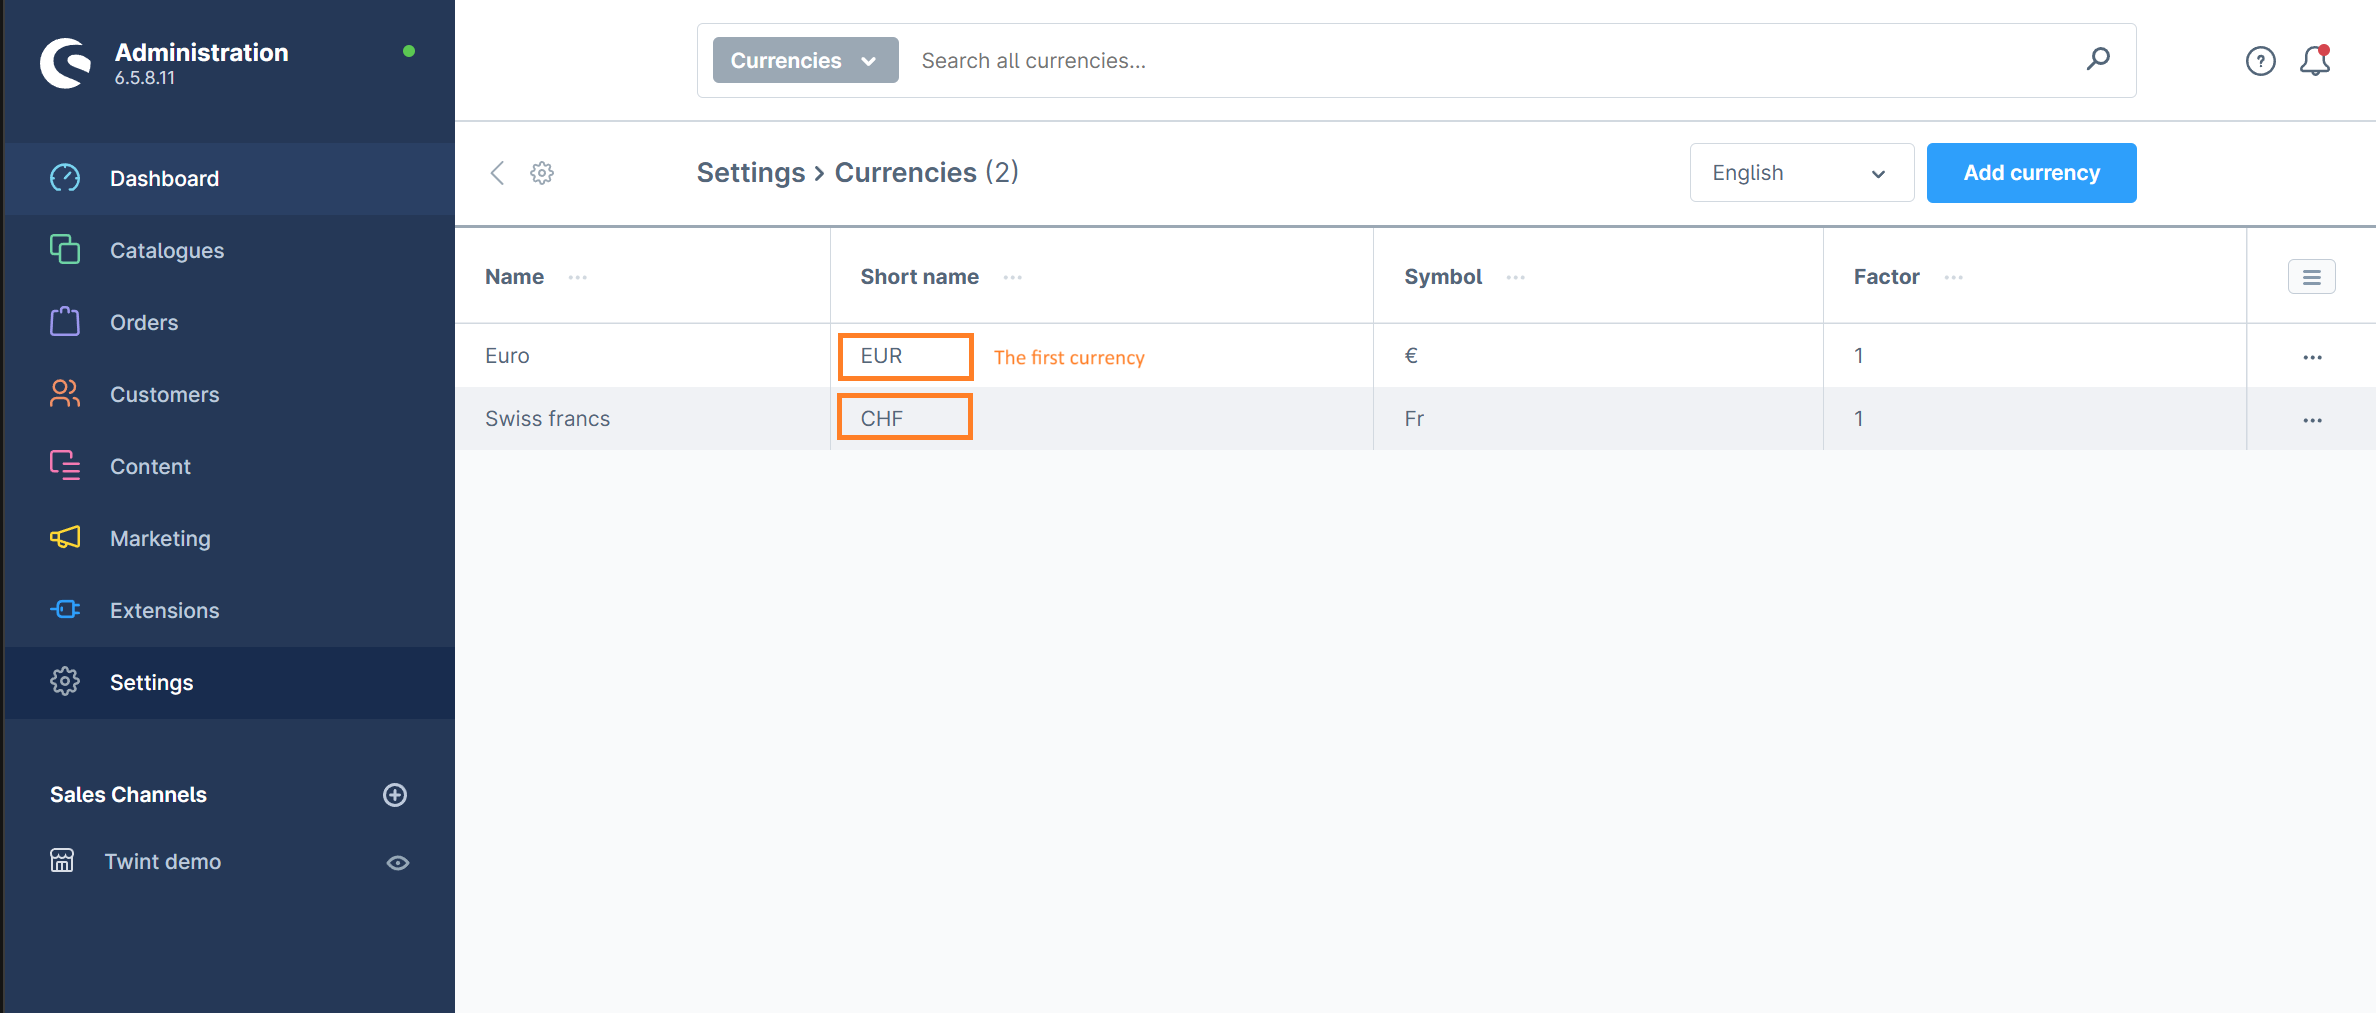 Administration
6.5.8.11
Dashboard
Catalogues
Orders
Customers
Content
Marketing
Extensions
Settings
Sales Channels
Twint demo
Currencies Search all currencies...
Settings > Currencies (2)
English Add currency
Name ... Short name ... Symbol ... Factor ...
Euro EUR The first currency € 1 ...
Swiss francs CHF Fr 1 ...